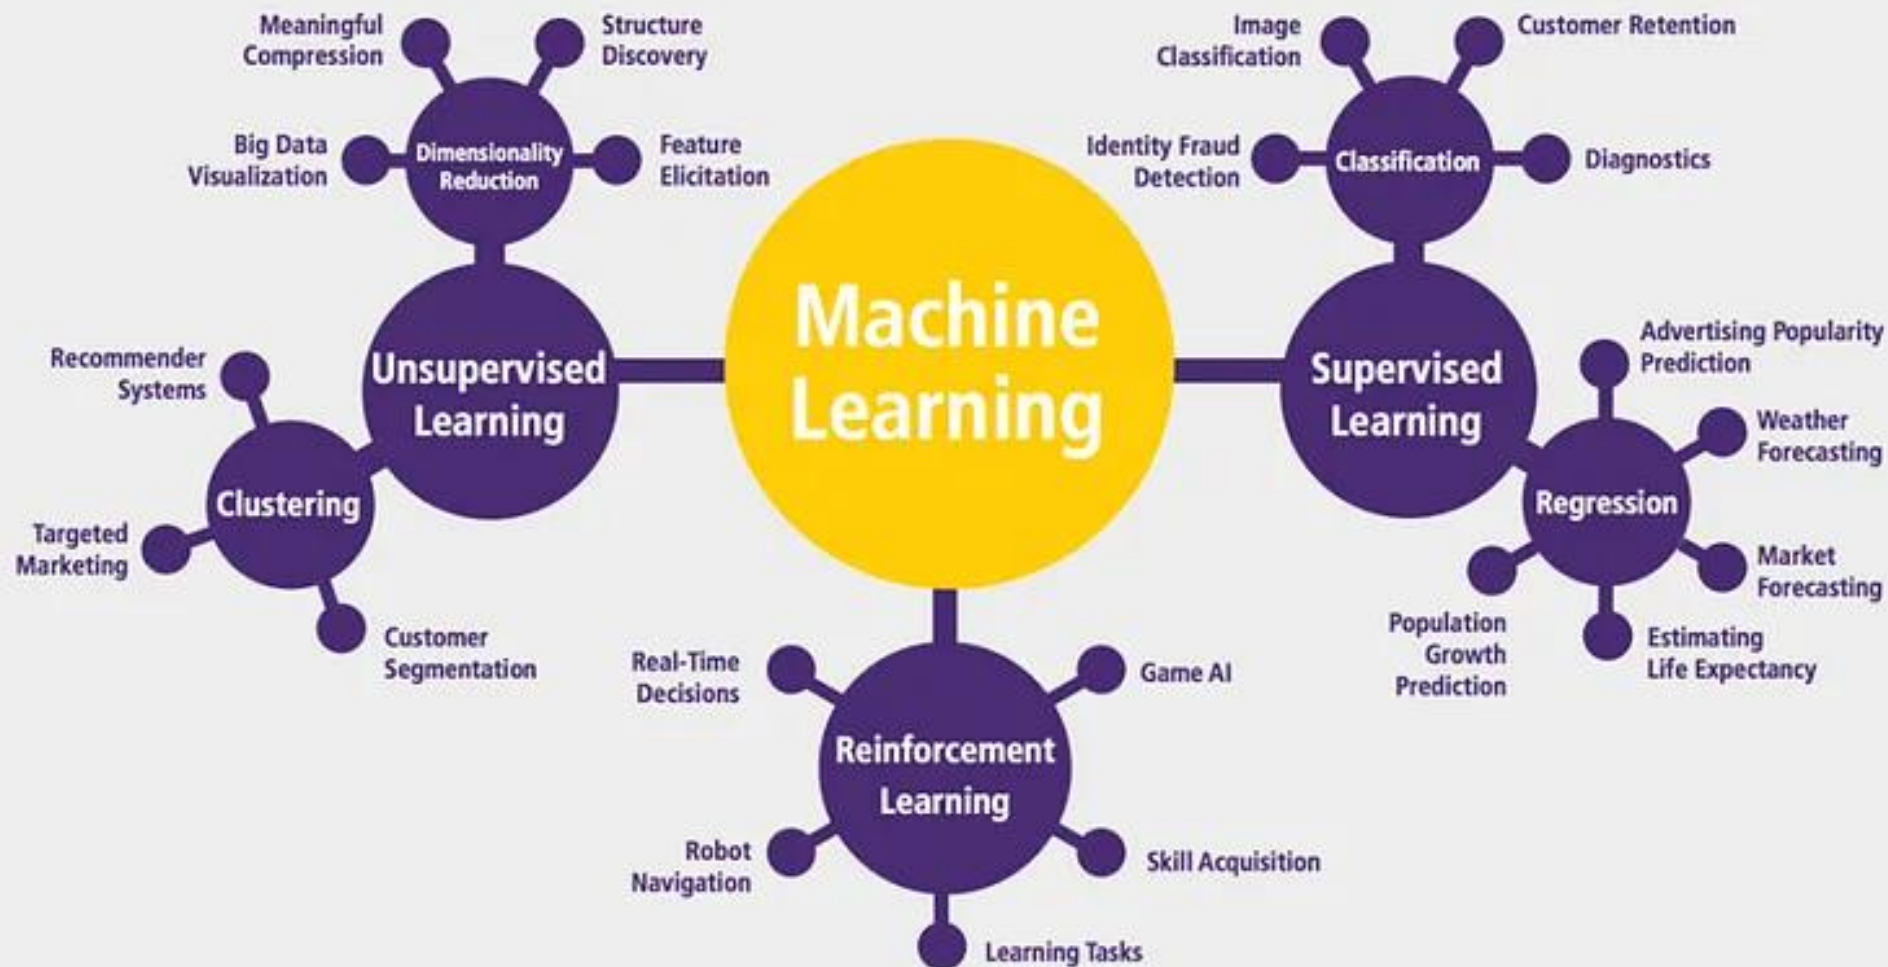 Meaningful
Compression
Structure
Discovery
Big Data
Visualization
Dimensionality
Reduction
Feature
Elicitation
Unsupervised
Learning
Recommender
Systems
Clustering
Targeted
Marketing
Customer
Segmentation
Machine
Learning
Image
Classification
Customer Retention
Identity Fraud
Detection
Classification
Diagnostics
Supervised
Learning
Advertising Popularity
Prediction
Weather
Forecasting
Regression
Market
Forecasting
Population
Growth
Prediction
Estimating
Life Expectancy
Real-Time
Decisions
Game AI
Reinforcement
Learning
Robot
Navigation
Skill Acquisition
Learning Tasks